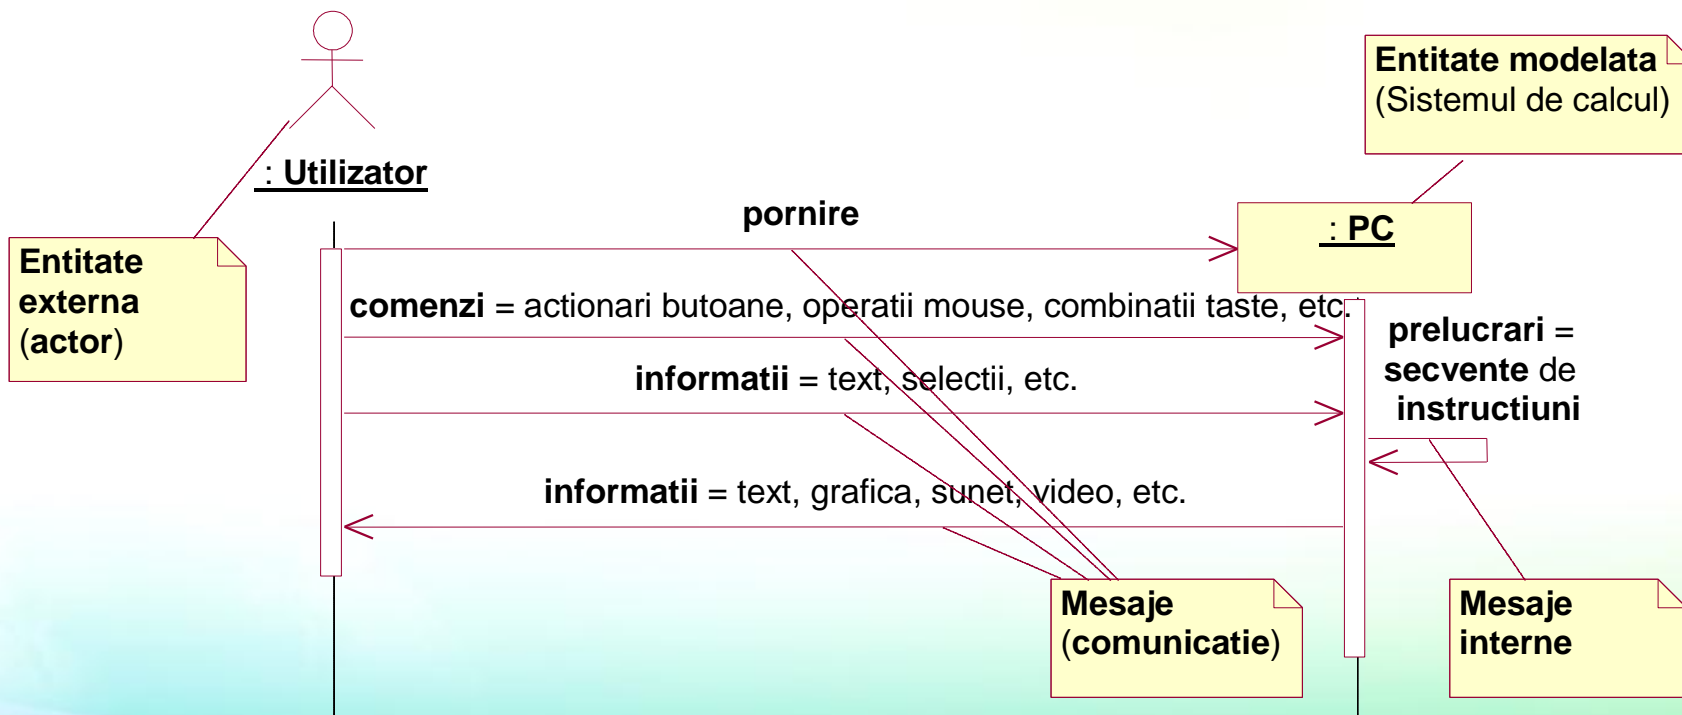 Entitate modelata
(Sistemul de calcul)
: Utilizator
pornire
: PC
Entitate
externa
(actor)
comenzi = actionari butoane, operatii mouse, combinatii taste, etc.
prelucrari =
secvente de
instructiuni
informatii = text, selectii, etc.
informatii = text, grafica, sunet, video, etc.
Mesaje
(comunicatie)
Mesaje
interne